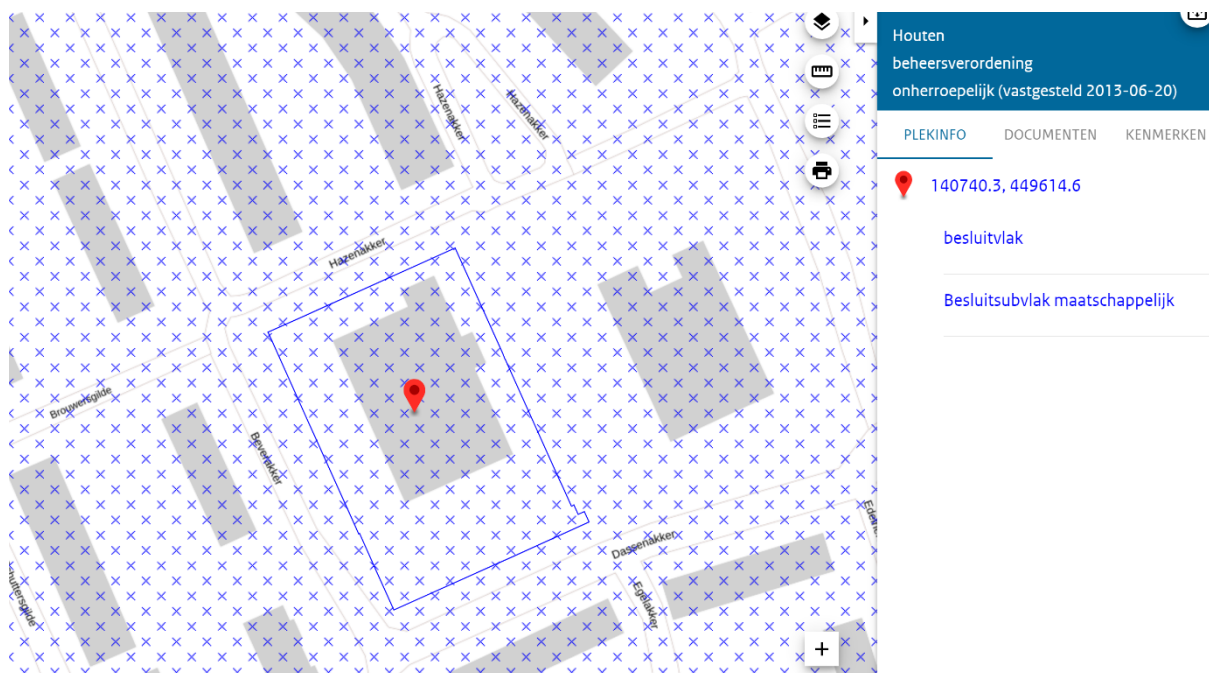 Houten
beheersverordening
onherroepelijk (vastgesteld 2013-06-20)
PLEKINFO DOCUMENTEN KENMERKEN
140740.3, 449614.6
besluitvlak
Besluitsubvlak maatschappelijk
Hazenakker
Hazenakker
Hazenakker
Brouwersgilde
Beverakker
Dassenakker
Egelakker